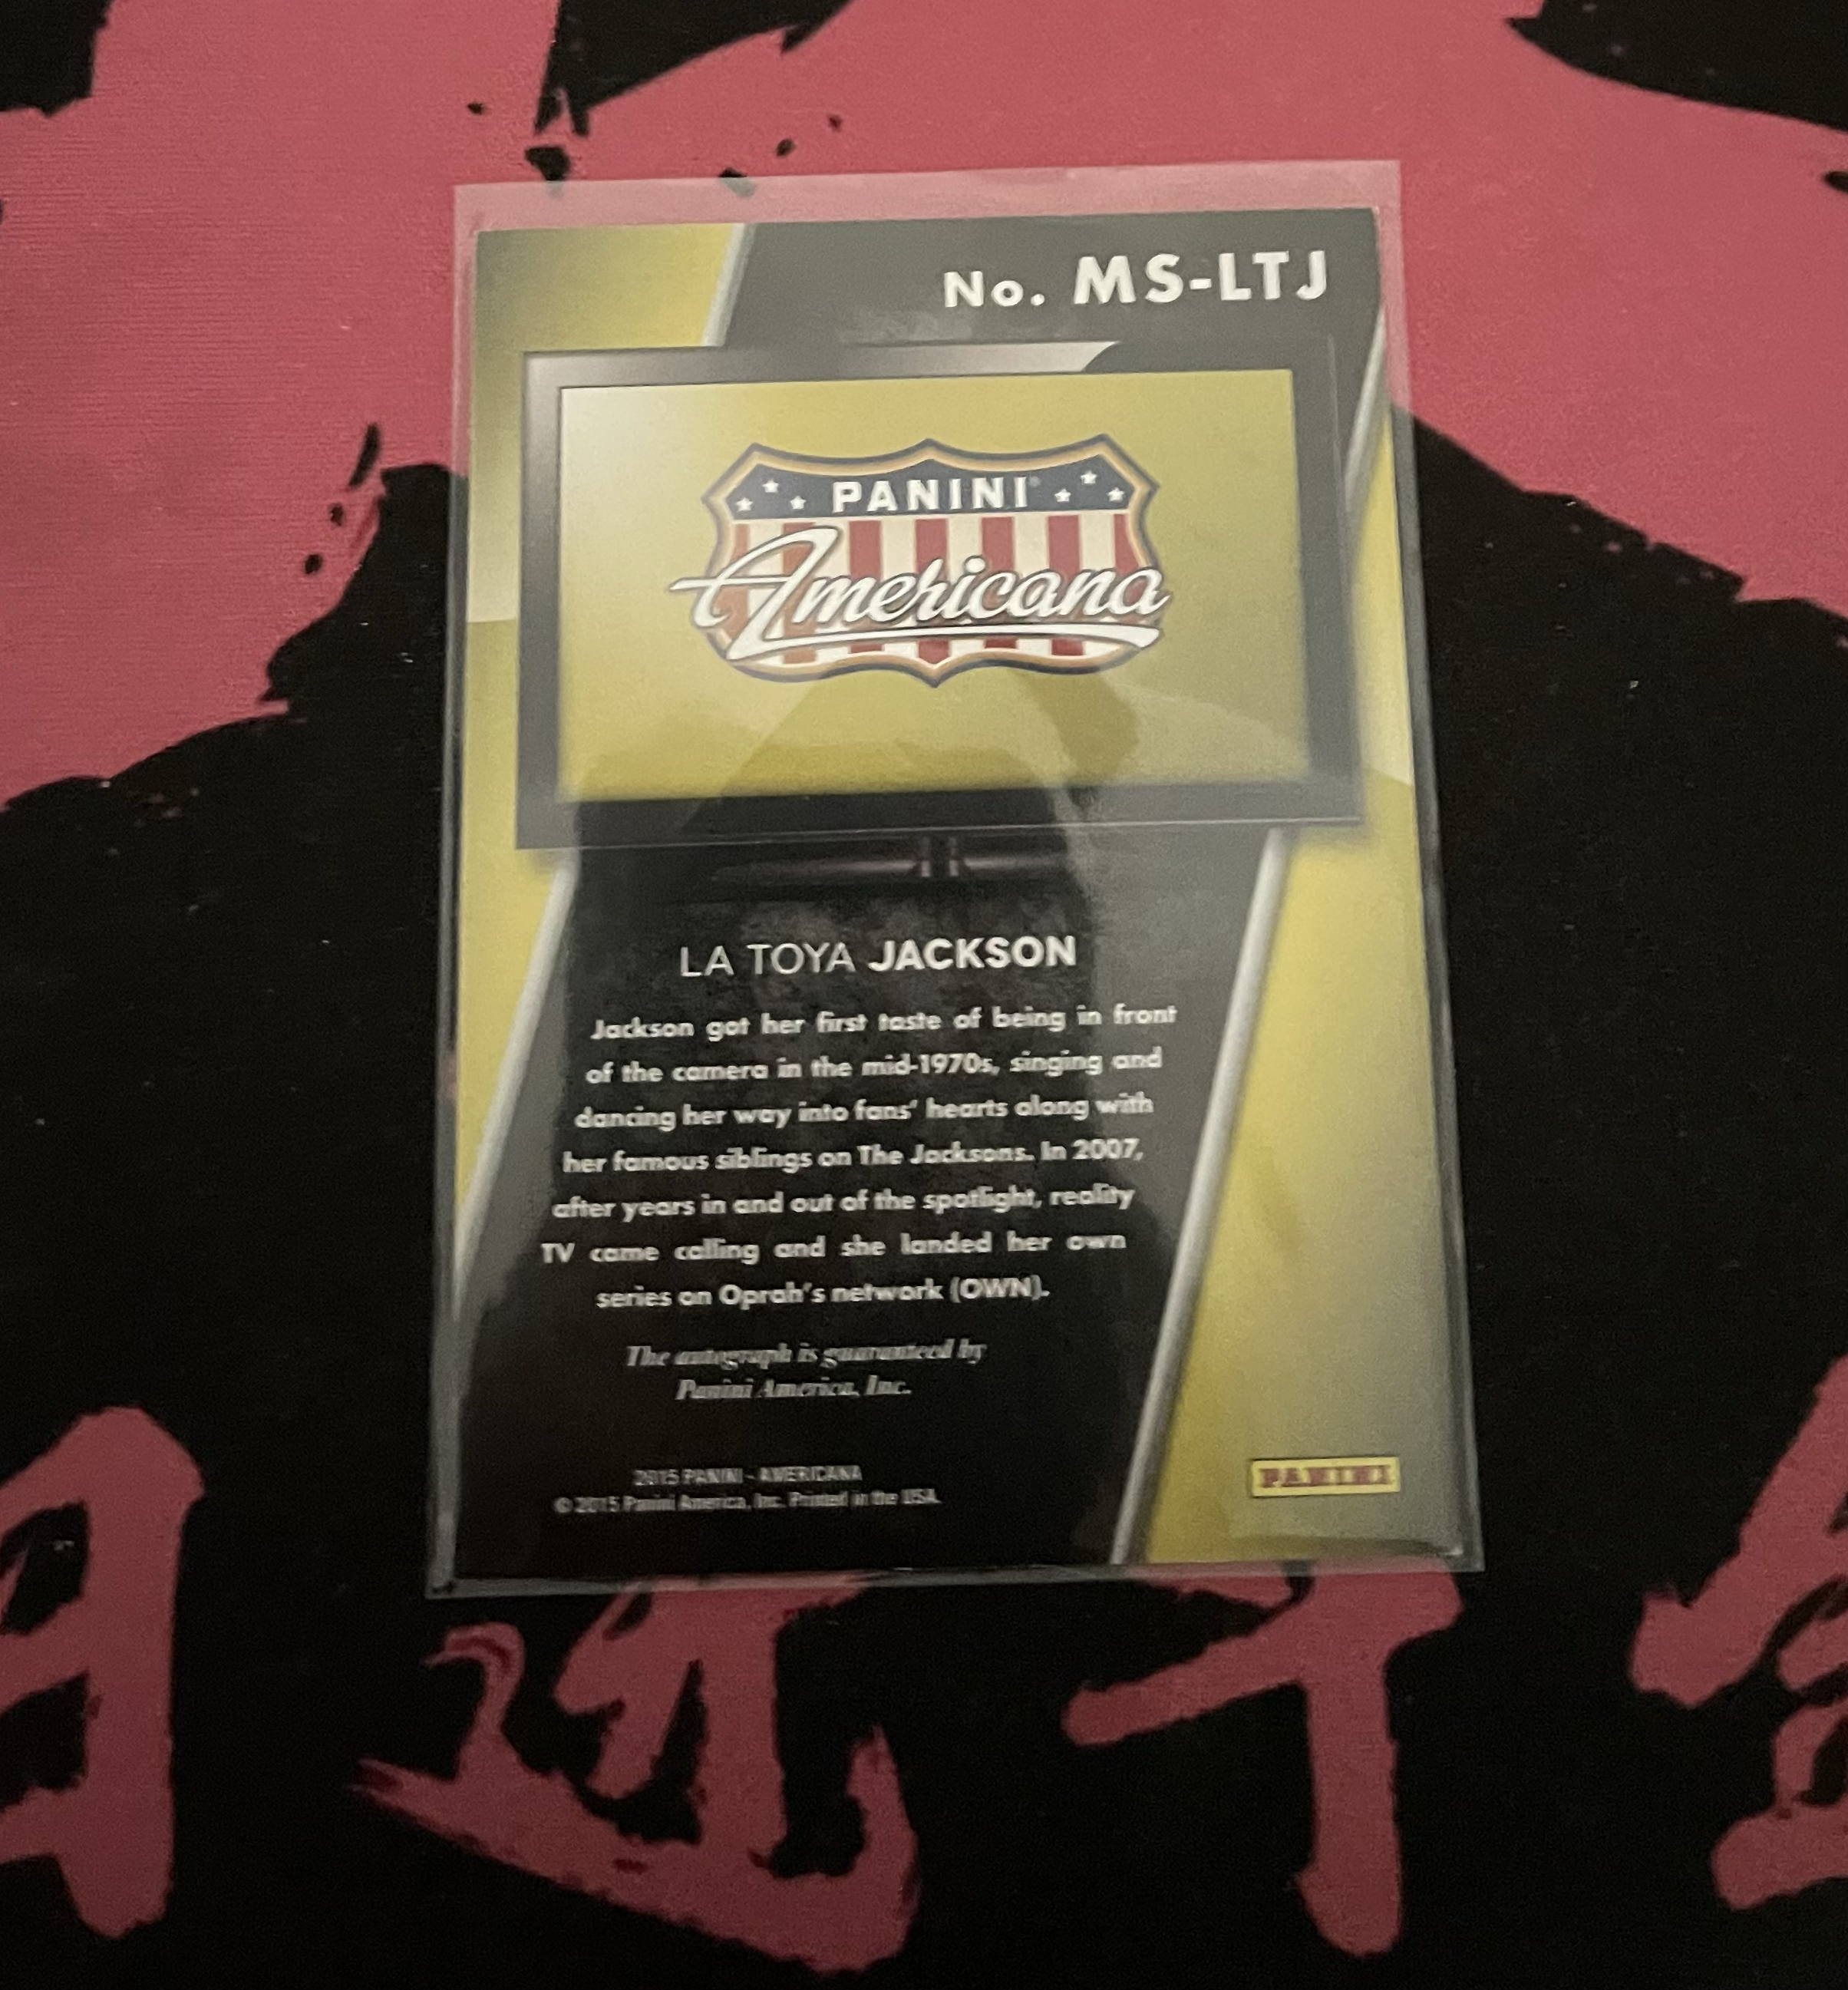 No. MS-LTJ
PANINI
Americana
LA TOYA JACKSON
Jackson got her first taste of being in front
of the camera in the mid-1970s, singing and
dancing her way into fans' hearts along with
her famous siblings on The Jacksons. In 2007,
after years in and out of the spotlight, reality
TV came calling and she landed her own
series on Oprah's network (OWN).
The autograph is guaranteed by
Panini America, Inc.
2015 PANINI - AMERICANA
© 2015 Panini America, Inc. Printed in the USA.
PANINI